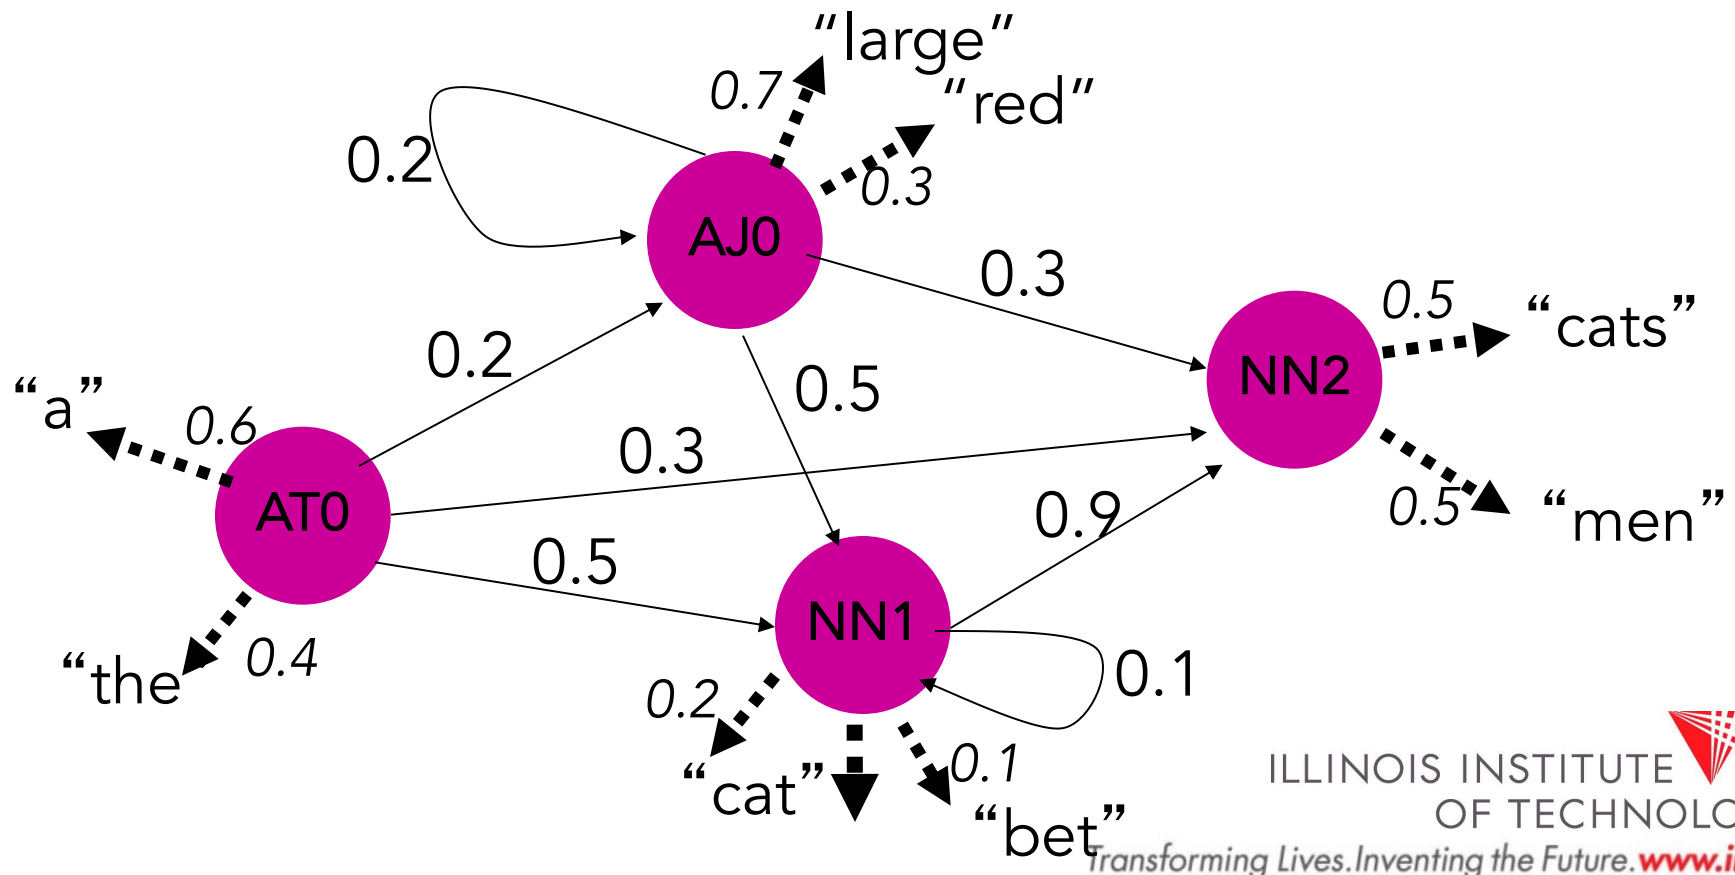 “large”
0.7
“red”
0.2
0.3
AJ0
0.3
0.5
“cats”
0.2
NN2
“a”
0.5
0.6
0.3
AT0
0.9
0.5
“men”
0.5
NN1
“the
0.4
0.2
0.1
“cat”
0.1
“bet”
ILLINOIS INSTITUTE
OF TECHNOLO
Transforming Lives.Inventing the Future.www.i